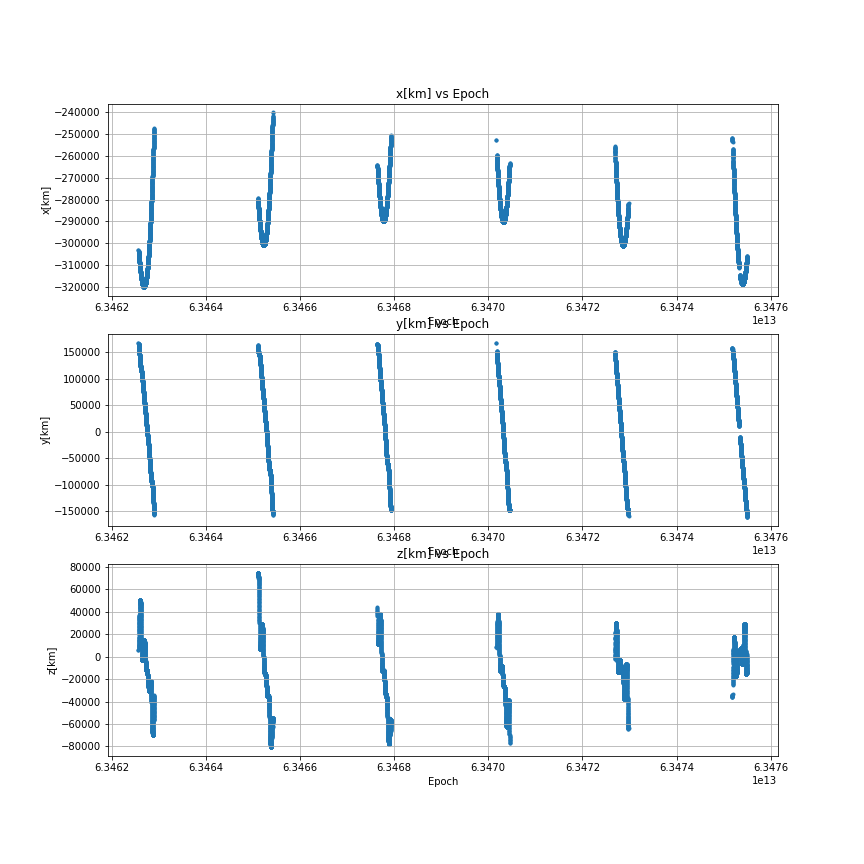 x[km] vs Epoch
−240000
−250000
−260000
−270000
−280000
−290000
−300000
−310000
−320000
x[km]
6.3462 6.3464 6.3466 6.3468 6.3470 6.3472 6.3474 6.3476
1e13
Epoch
y[km] vs Epoch
150000
100000
50000
0
−50000
−100000
−150000
y[km]
6.3462 6.3464 6.3466 6.3468 6.3470 6.3472 6.3474 6.3476
1e13
Epoch
z[km] vs Epoch
80000
60000
40000
20000
0
−20000
−40000
−60000
−80000
z[km]
6.3462 6.3464 6.3466 6.3468 6.3470 6.3472 6.3474 6.3476
1e13
Epoch